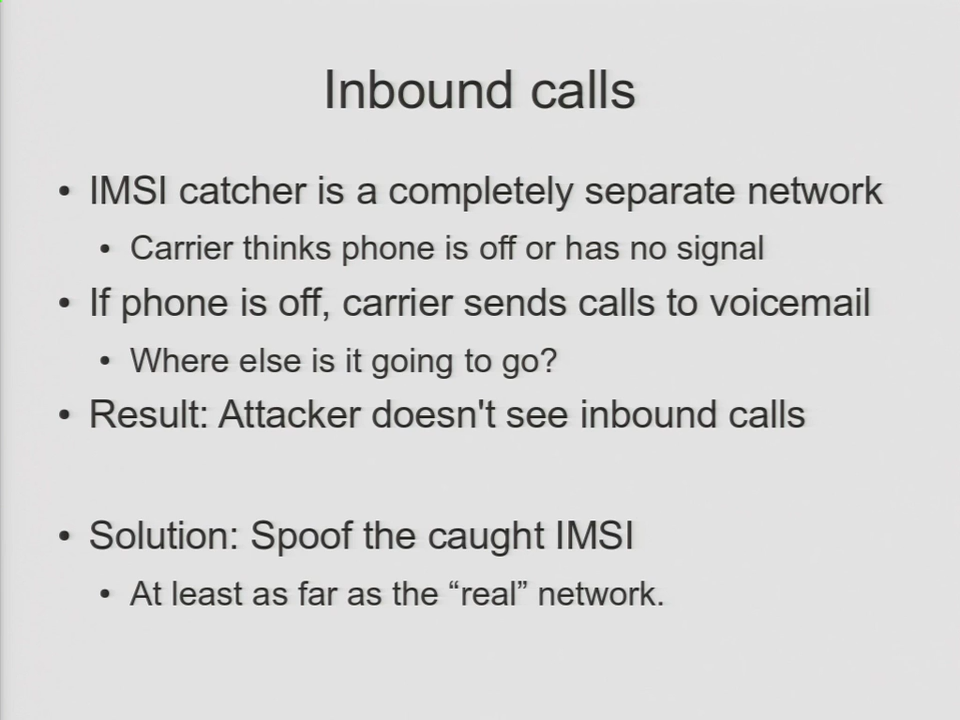 Inbound calls
• IMSI catcher is a completely separate network
• Carrier thinks phone is off or has no signal
• If phone is off, carrier sends calls to voicemail
• Where else is it going to go?
• Result: Attacker doesn't see inbound calls
• Solution: Spoof the caught IMSI
• At least as far as the “real” network.